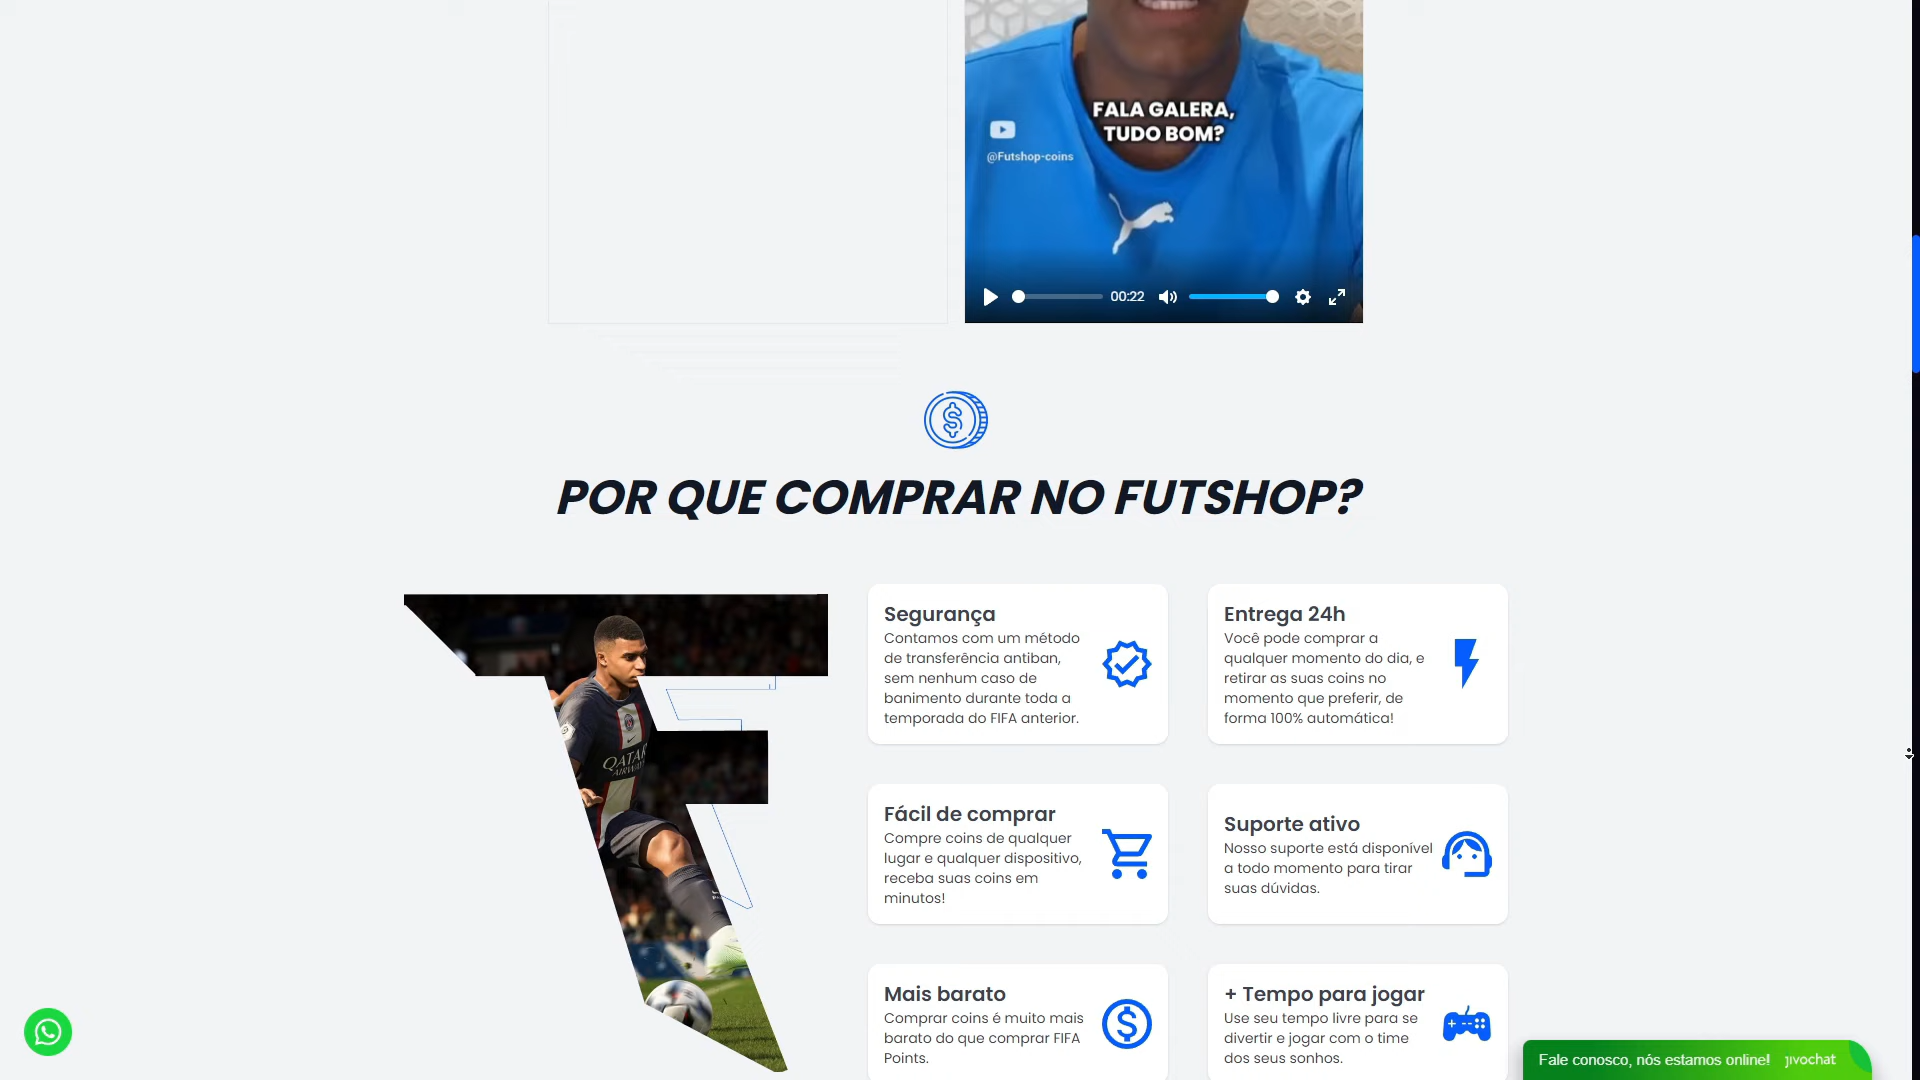 FALA GALERA,
TUDO BOM?
@Futshop-coins
00:22
POR QUE COMPRAR NO FUTSHOP?
Segurança
Contamos com um método
de transferência antiban,
sem nenhum caso de
banimento durante toda a
temporada do FIFA anterior.
Entrega 24h
Você pode comprar a
qualquer momento do dia, e
retirar as suas coins no
momento que preferir, de
forma 100% automática!
QATAR
AIRWAYS
Fácil de comprar
Compre coins de qualquer
lugar e qualquer dispositivo,
receba suas coins em
minutos!
Suporte ativo
Nosso suporte está disponível
a todo momento para tirar
suas dúvidas.
Mais barato
Comprar coins é muito mais
barato do que comprar FIFA
Points.
+ Tempo para jogar
Use seu tempo livre para se
divertir e jogar com o time
dos seus sonhos.
Fale conosco, nós estamos online! jivochat